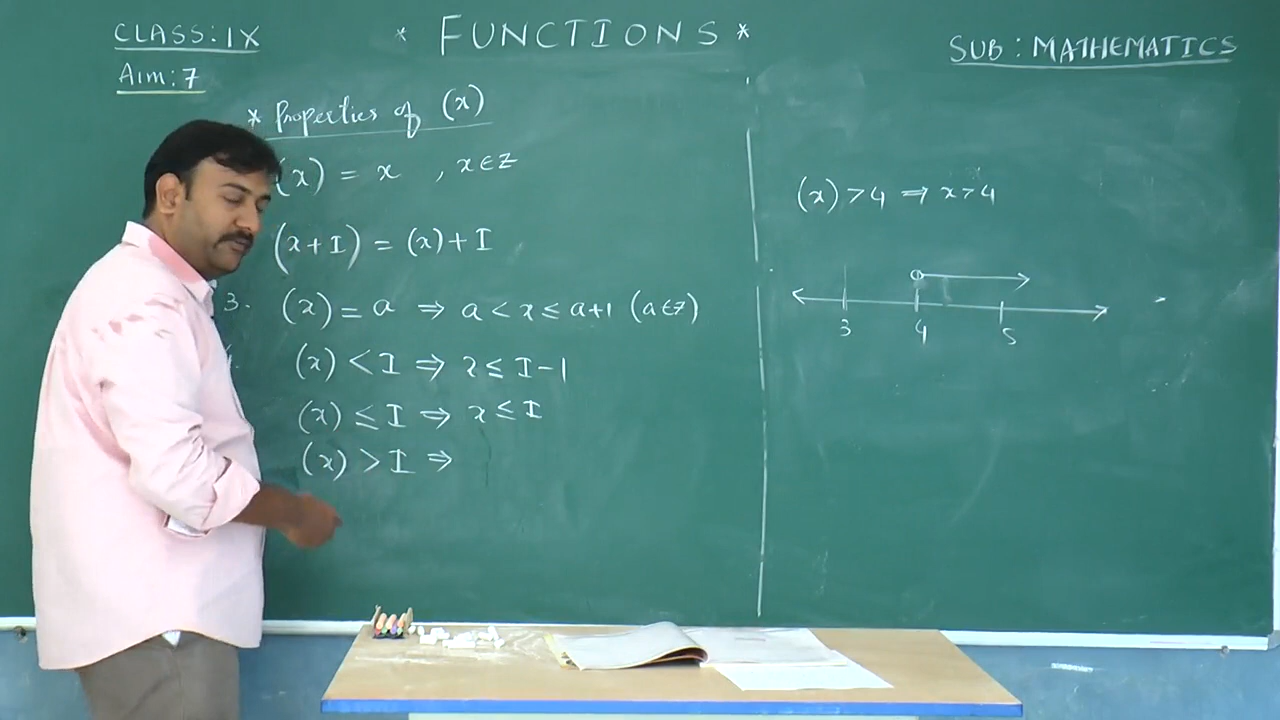 CLASS: IX
* FUNCTIONS *
SUB: MATHEMATICS
Aim: 7
* Properties of (x)
(x) = x , x∈Z
(x+I) = (x)+I
3. (x) = a ⇒ a < x ≤ a+1 (a∈Z)
(x) < I ⇒ x ≤ I-1
(x) ≤ I ⇒ x ≤ I
(x) > I ⇒
(x) > 4 ⇒ x > 4
3 4 5